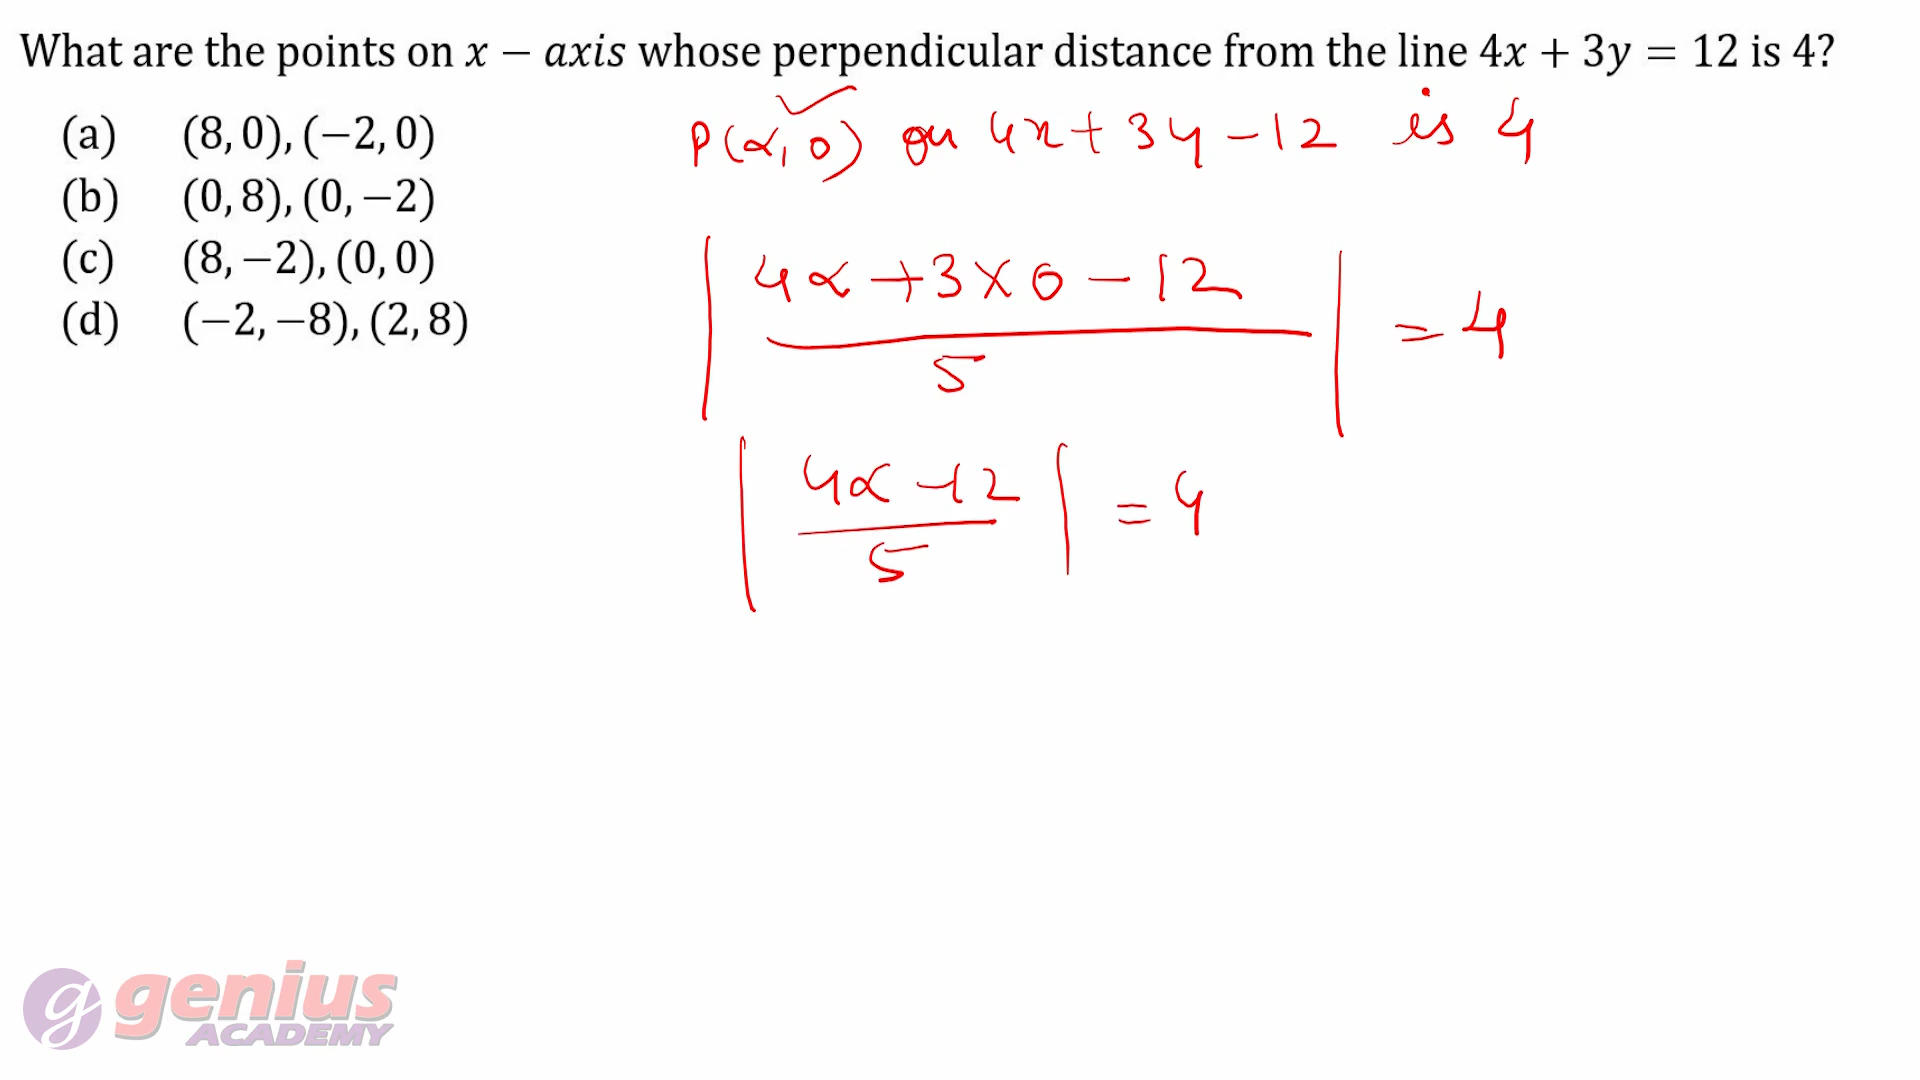 What are the points on x − axis whose perpendicular distance from the line 4x + 3y = 12 is 4?
(a) (8, 0), (−2, 0)
(b) (0, 8), (0, −2)
(c) (8, −2), (0, 0)
(d) (−2, −8), (2, 8)
P(α, 0) on 4x + 3y − 12 is 4
| (4α + 3 × 0 − 12) / 5 | = 4
| (4α − 12) / 5 | = 4
g genius
ACADEMY